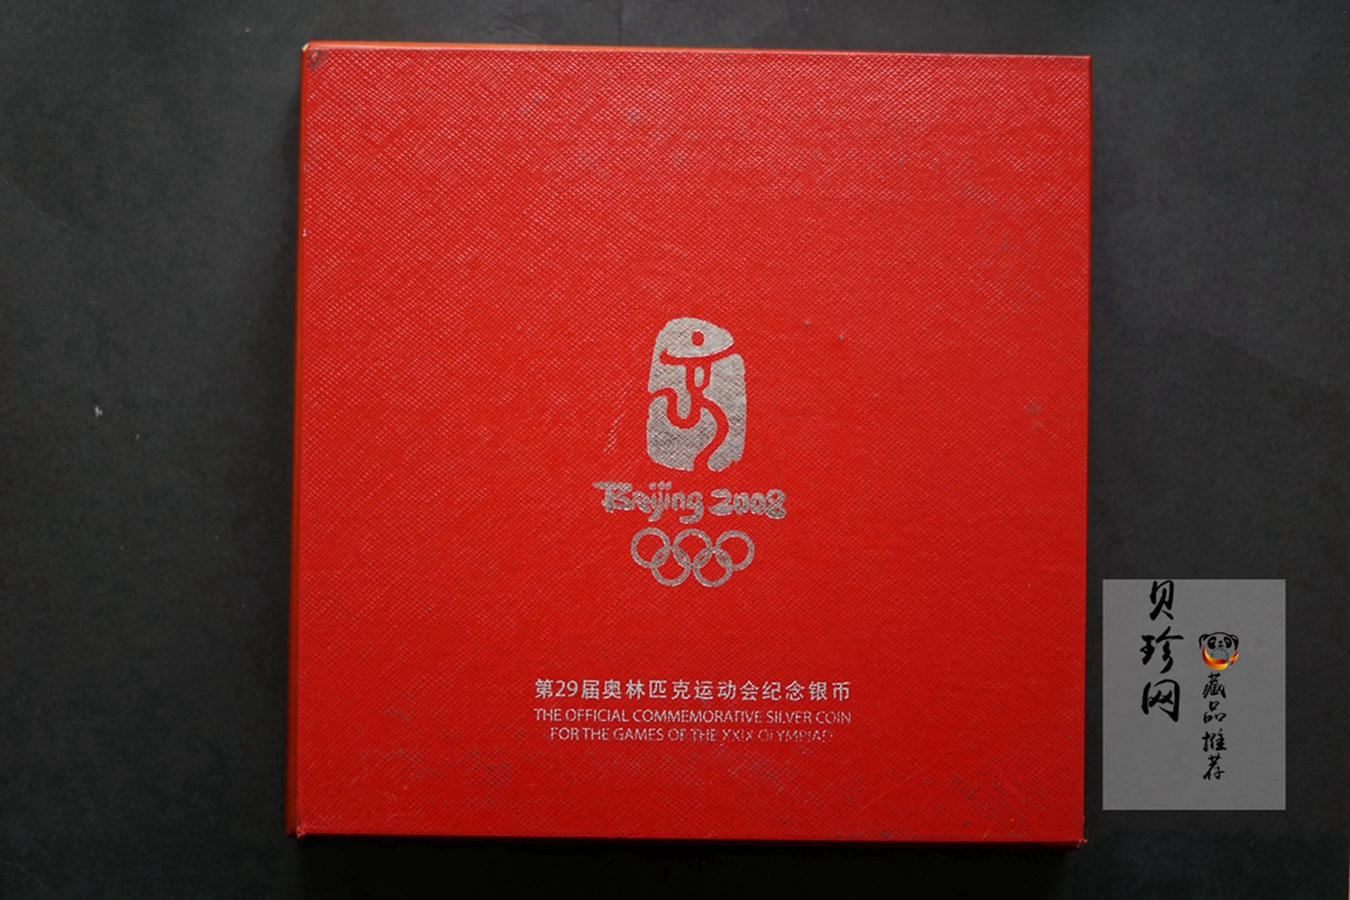 Beijing 2008
第29届奥林匹克运动会纪念银币
THE OFFICIAL COMMEMORATIVE SILVER COIN
FOR THE GAMES OF THE XXIX OLYMPIAD
贝珍网
藏品推荐